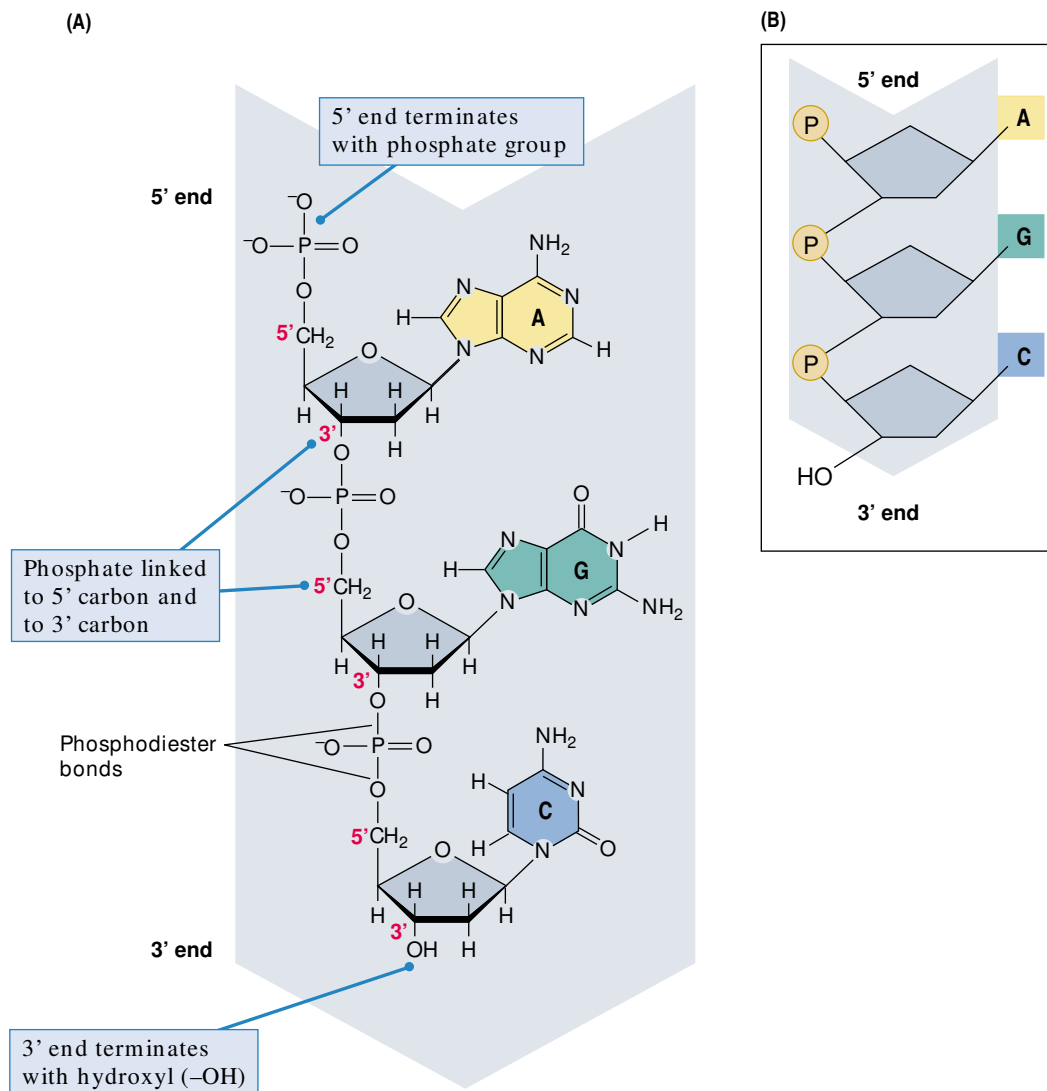 (A)
5’ end terminates
with phosphate group
5’ end
–O
–O P O
O
5’ CH2
O
H H
H H H
3’
NH2
N N
A
H
N N H
O
–O P O
O
Phosphate linked
to 5’ carbon and
to 3’ carbon
5’ CH2
O
H H
H H H
3’
O
N N H
G
H
N N NH2
O
Phosphodiester
bonds
–O P O
O
5’ CH2
O
H H
H H H
3’
OH
NH2
H
N
C
H
N O
3’ end
3’ end terminates
with hydroxyl (–OH)
(B)
5’ end
P A
P G
P C
HO
3’ end